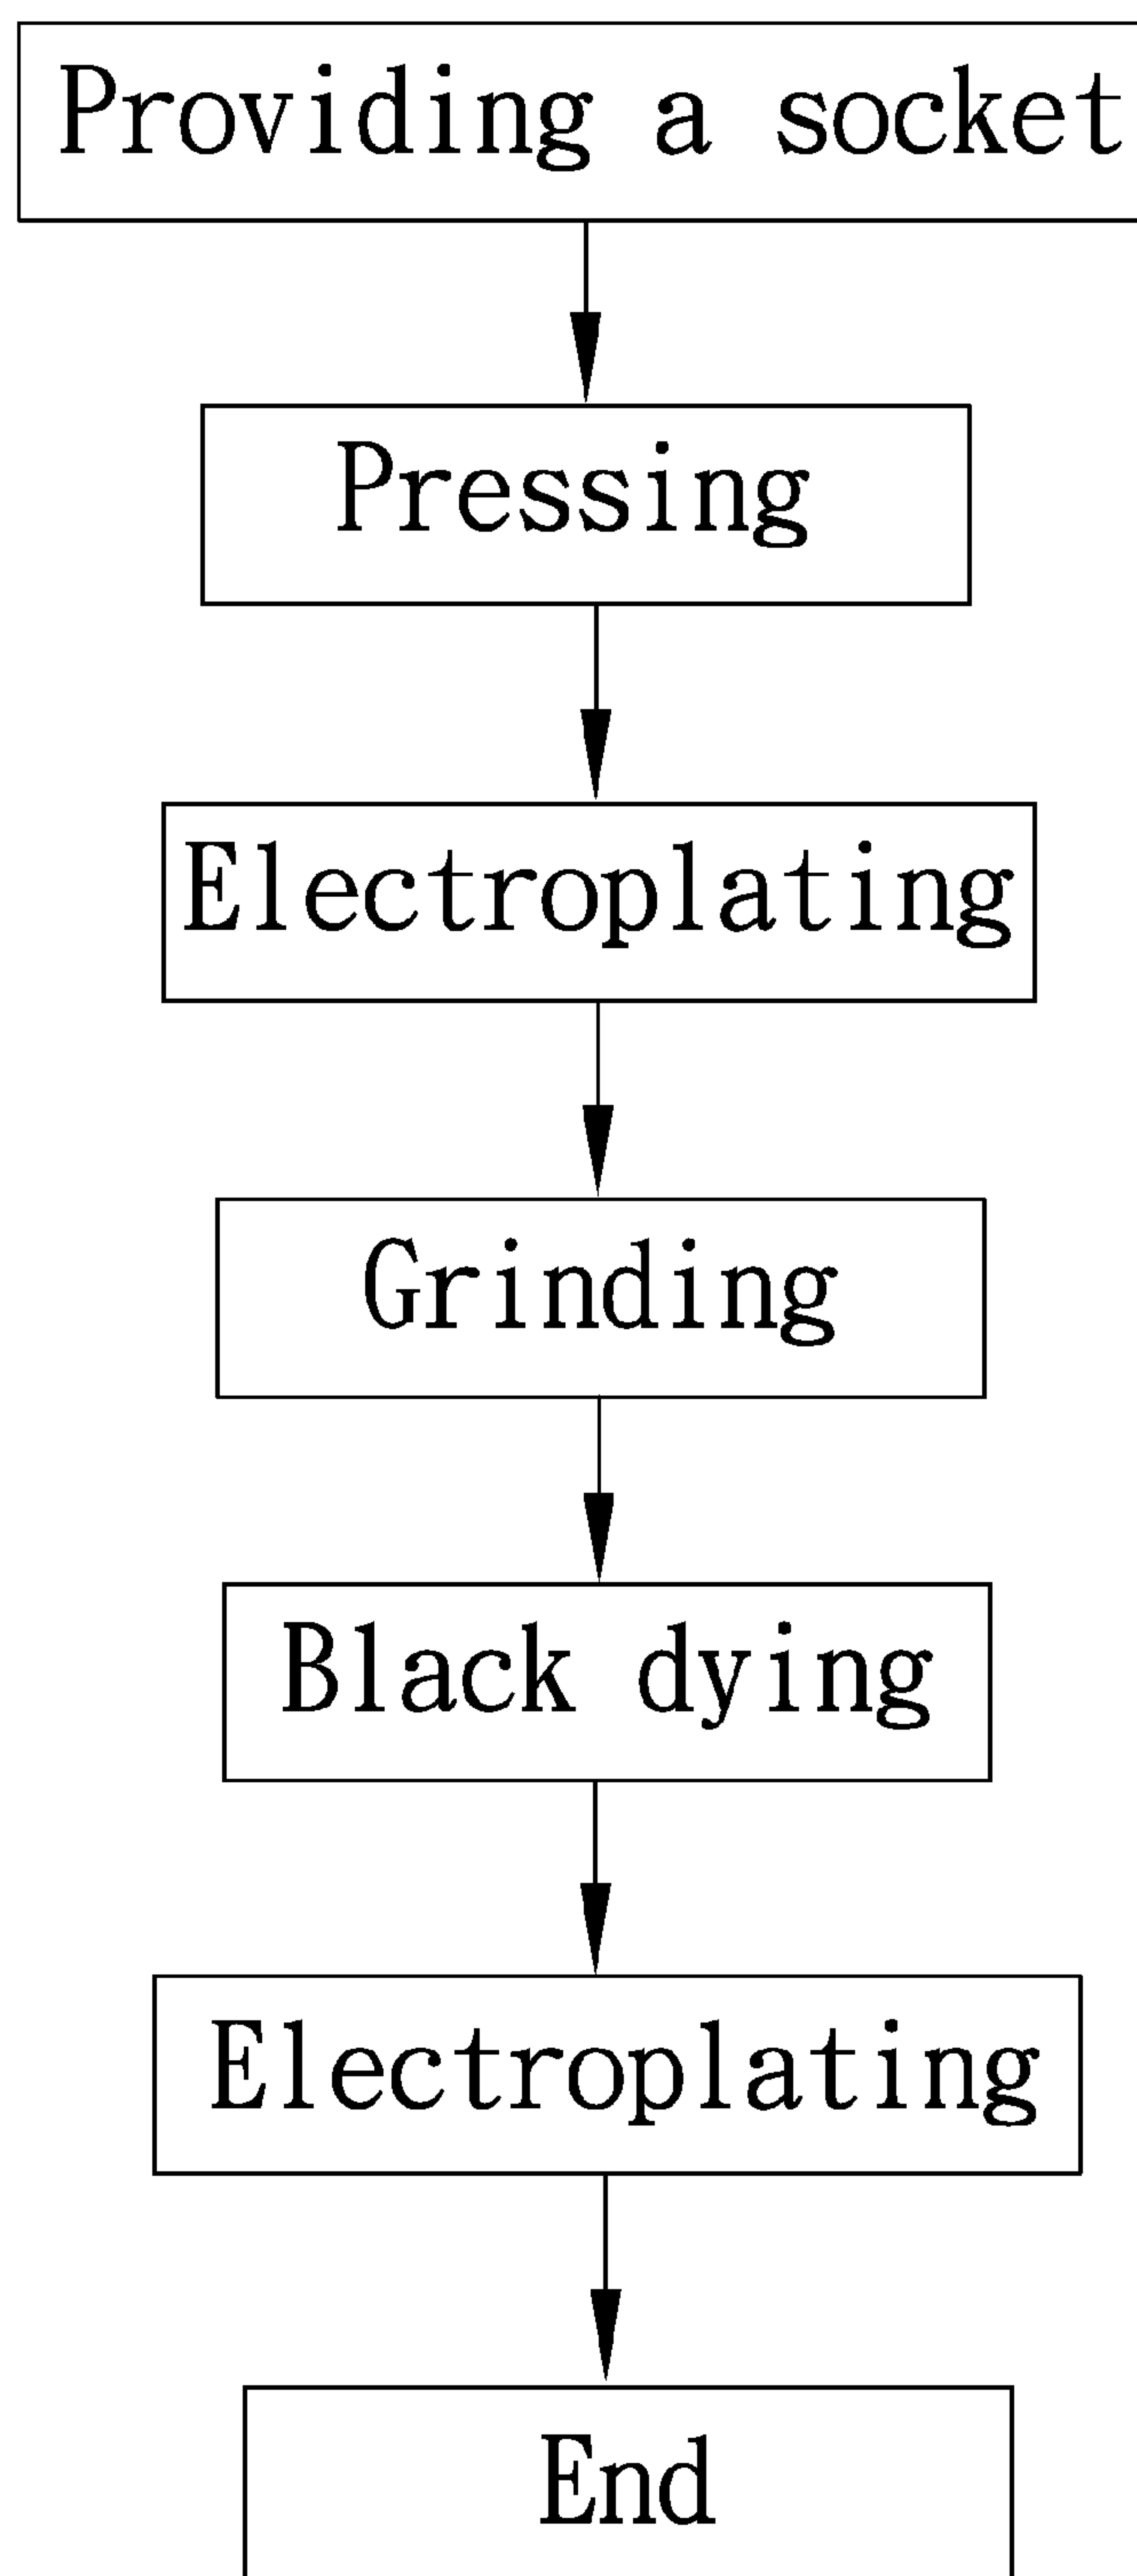 Providing a socket
Pressing
Electroplating
Grinding
Black dying
Electroplating
End